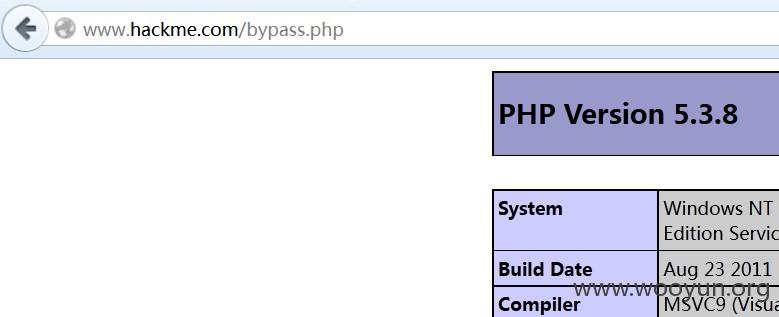 www.hackme.com/bypass.php
PHP Version 5.3.8
System
Windows NT
Edition Servic
Build Date
Aug 23 2011
www.wooyun.org
Compiler
MSVC9 (Visua